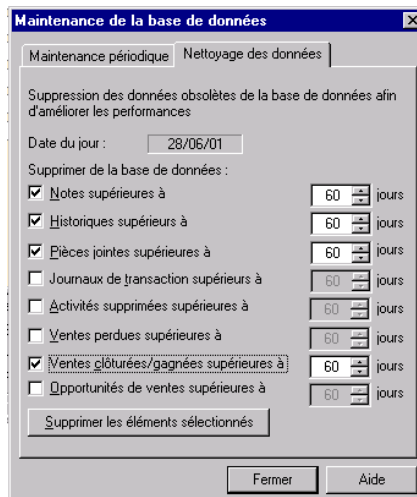 Maintenance de la base de données
Maintenance périodique Nettoyage des données
Suppression des données obsolètes de la base de données afin
d'améliorer les performances
Date du jour : 28/06/01
Supprimer de la base de données :
Notes supérieures à 60 jours
Historiques supérieurs à 60 jours
Pièces jointes supérieures à 60 jours
Journaux de transaction supérieurs à 60 jours
Activités supprimées supérieures à 60 jours
Ventes perdues supérieures à 60 jours
Ventes clôturées/gagnées supérieures à 60 jours
Opportunités de ventes supérieures à 60 jours
Supprimer les éléments sélectionnés
Fermer Aide